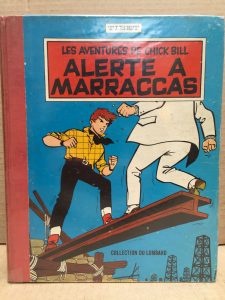 LES AVENTURES DE CHICK BILL
ALERTE A
MARRACCAS
COLLECTION DU LOMBARD